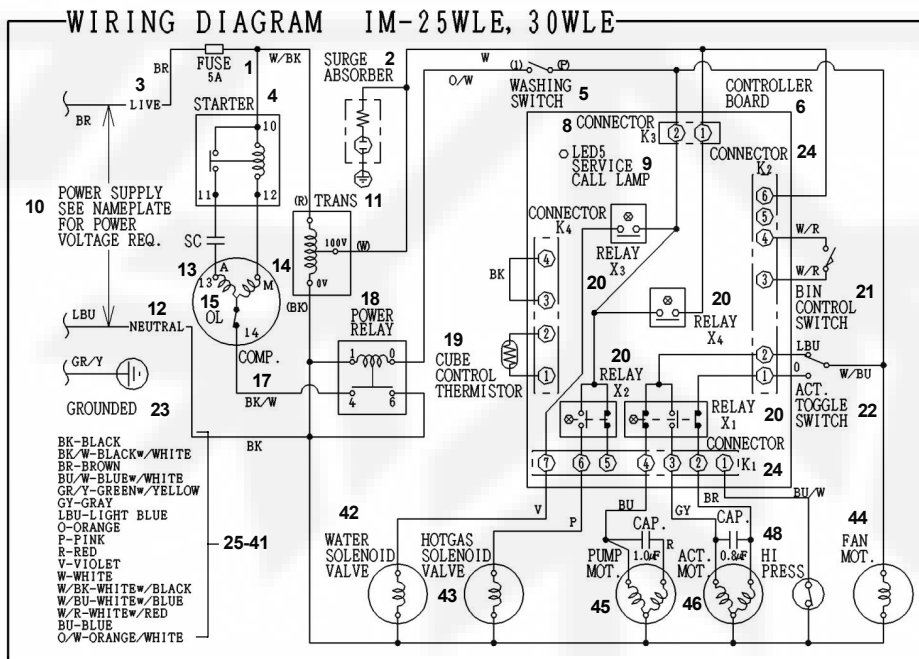 WIRING DIAGRAM IM-25WLE, 30WLE
BR
FUSE
5A
1
W/BK
3
LIVE
BR
4
STARTER
10
11
12
SURGE
ABSORBER
2
W
O/W
(1)
(P)
WASHING
SWITCH
5
CONTROLLER
BOARD
6
8
CONNECTOR
K3
2
1
LED5
SERVICE
CALL LAMP
9
CONNECTOR
K2
24
6
5
4
3
2
1
W/R
W/R
BIN
CONTROL
SWITCH
21
10
POWER SUPPLY
SEE NAMEPLATE
FOR POWER
VOLTAGE REQ.
SC
(R)
TRANS
11
100V
(W)
0V
(BK)
CONNECTOR
K4
4
3
2
1
BK
RELAY
X3
20
RELAY
X4
20
13
A
13
14
M
15
OL
14
COMP.
17
BK/W
12
LBU
NEUTRAL
18
POWER
RELAY
1
0
4
6
19
CUBE
CONTROL
THERMISTOR
20
RELAY
X2
RELAY
X1
20
LBU
0
W/BU
ACT.
TOGGLE
SWITCH
22
GR/Y
GROUNDED
23
BK
CONNECTOR
K1
24
7
6
5
4
3
2
1
BK-BLACK
BK/W-BLACKw/WHITE
BR-BROWN
BU/W-BLUEw/WHITE
GR/Y-GREENw/YELLOW
GY-GRAY
LBU-LIGHT BLUE
O-ORANGE
P-PINK
R-RED
V-VIOLET
W-WHITE
W/BK-WHITEw/BLACK
W/BU-WHITEw/BLUE
W/R-WHITEw/RED
BU-BLUE
O/W-ORANGE/WHITE
25-41
42
WATER
SOLENOID
VALVE
V
HOTGAS
SOLENOID
VALVE
43
P
BU
CAP.
1.0μF
R
PUMP
MOT.
45
GY
BR
CAP.
0.8μF
ACT.
MOT.
46
BU/W
48
HI
PRESS
44
FAN
MOT.